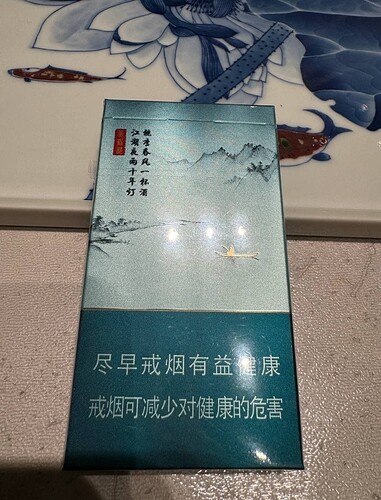 桃李春风一杯酒
江湖夜雨十年灯
尽早戒烟有益健康
戒烟可减少对健康的危害